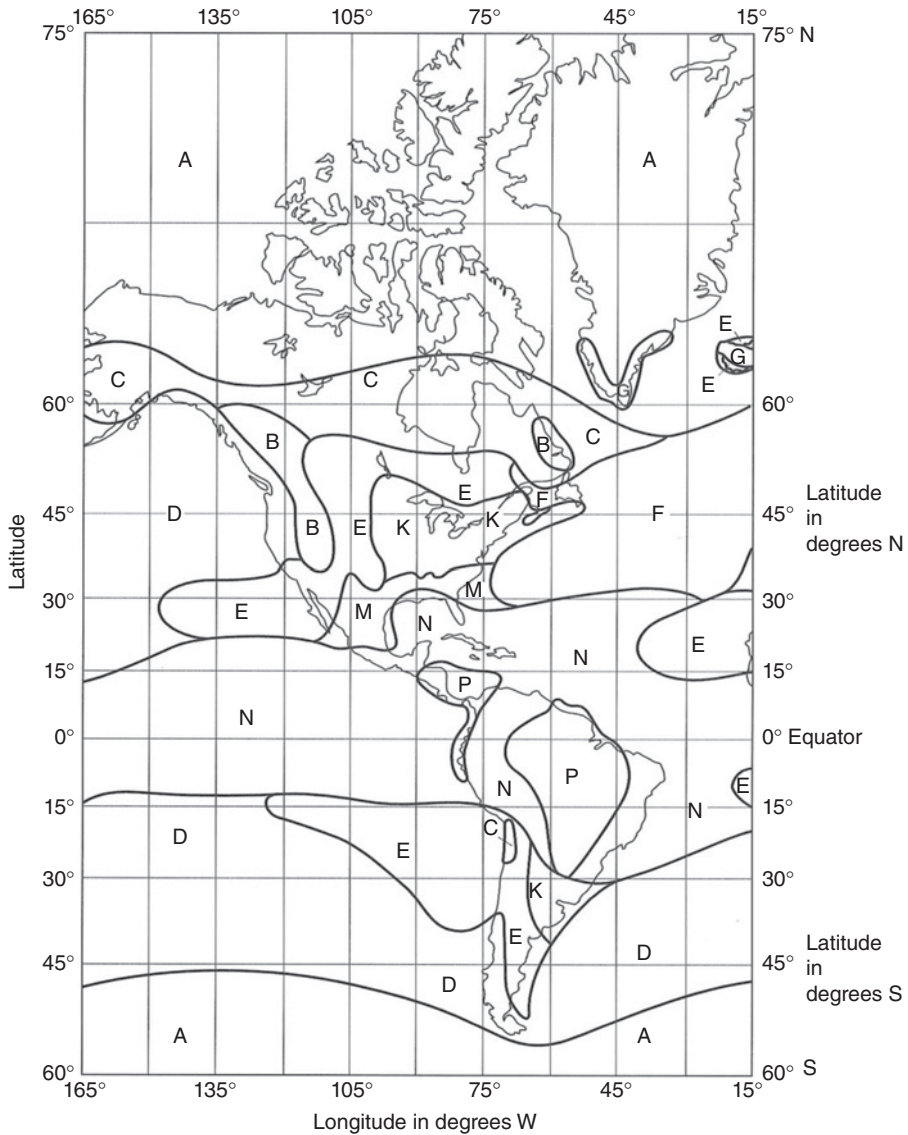 165° 135° 105° 75° 45° 15°
75° 75° N
A A
E
G
C C G E
60° 60°
B B C
E F
D B E K K F
45° 45°
Latitude
in
degrees N
Latitude
30° 30°
E M M N
N E
15° 15°
P
N
0° 0° Equator
N P E
15° N 15°
D C
E
30° 30°
K
E D
Latitude
in
degrees S
45° 45°
D
A A
60° 60° S
165° 135° 105° 75° 45° 15°
Longitude in degrees W